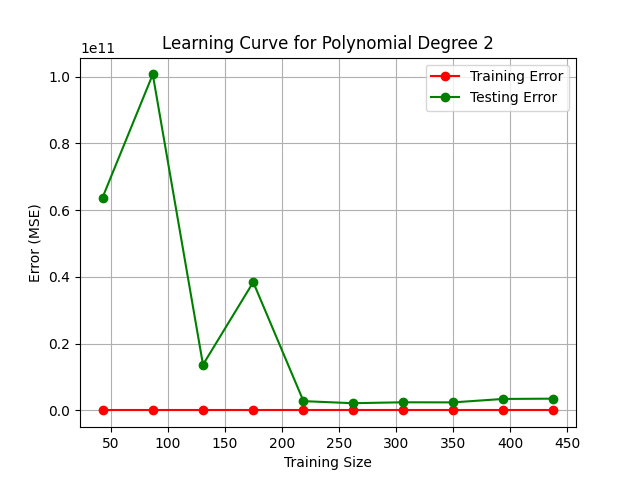 Learning Curve for Polynomial Degree 2
1e11
Training Error
Testing Error
1.0
0.8
0.6
0.4
0.2
0.0
Error (MSE)
50 100 150 200 250 300 350 400 450
Training Size